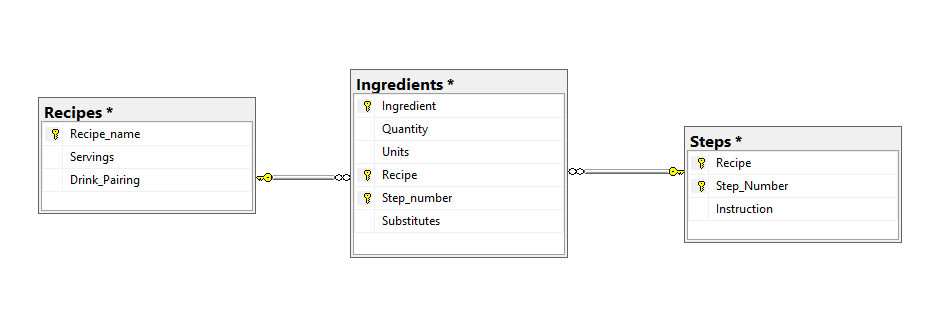 Recipes *
Recipe_name
Servings
Drink_Pairing
Ingredients *
Ingredient
Quantity
Units
Recipe
Step_number
Substitutes
Steps *
Recipe
Step_Number
Instruction